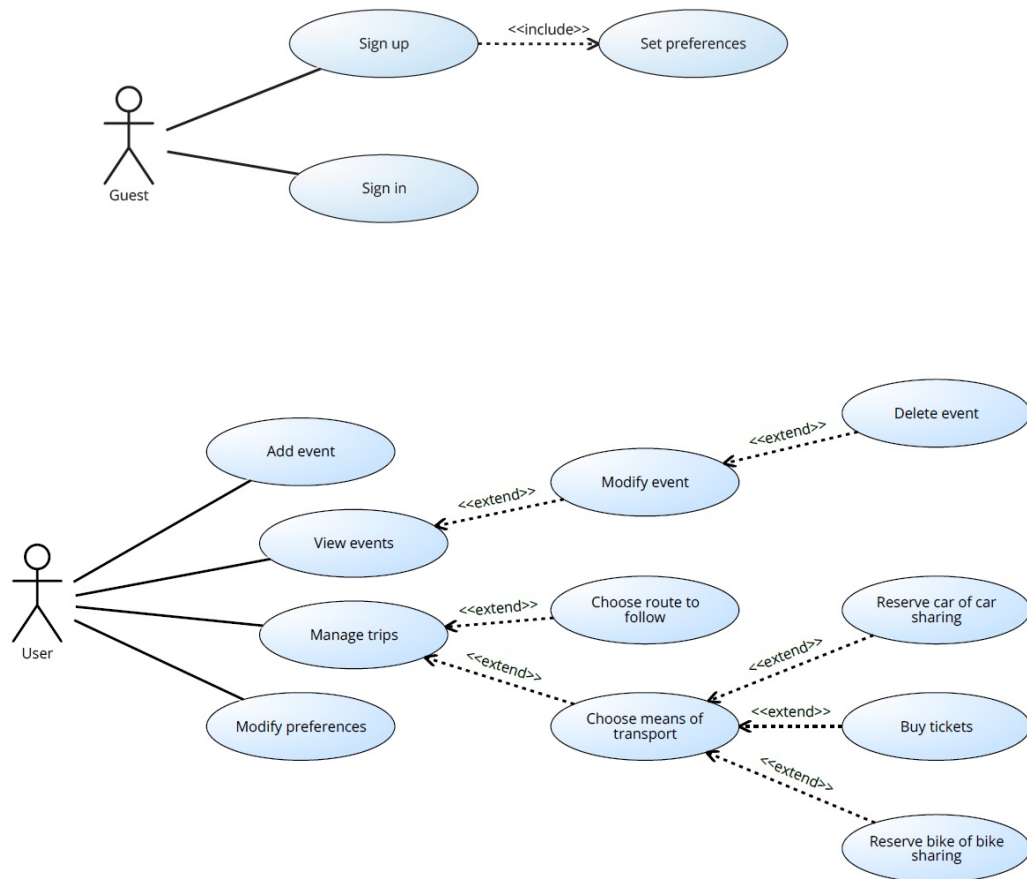 Sign up
<<include>>
Set preferences
Guest
Sign in
Delete event
<<extend>>
Add event
Modify event
<<extend>>
View events
Choose route to
follow
Reserve car of car
sharing
<<extend>>
User
Manage trips
<<extend>>
<<extend>>
Modify preferences
Choose means of
transport
<<extend>>
Buy tickets
<<extend>>
Reserve bike of bike
sharing